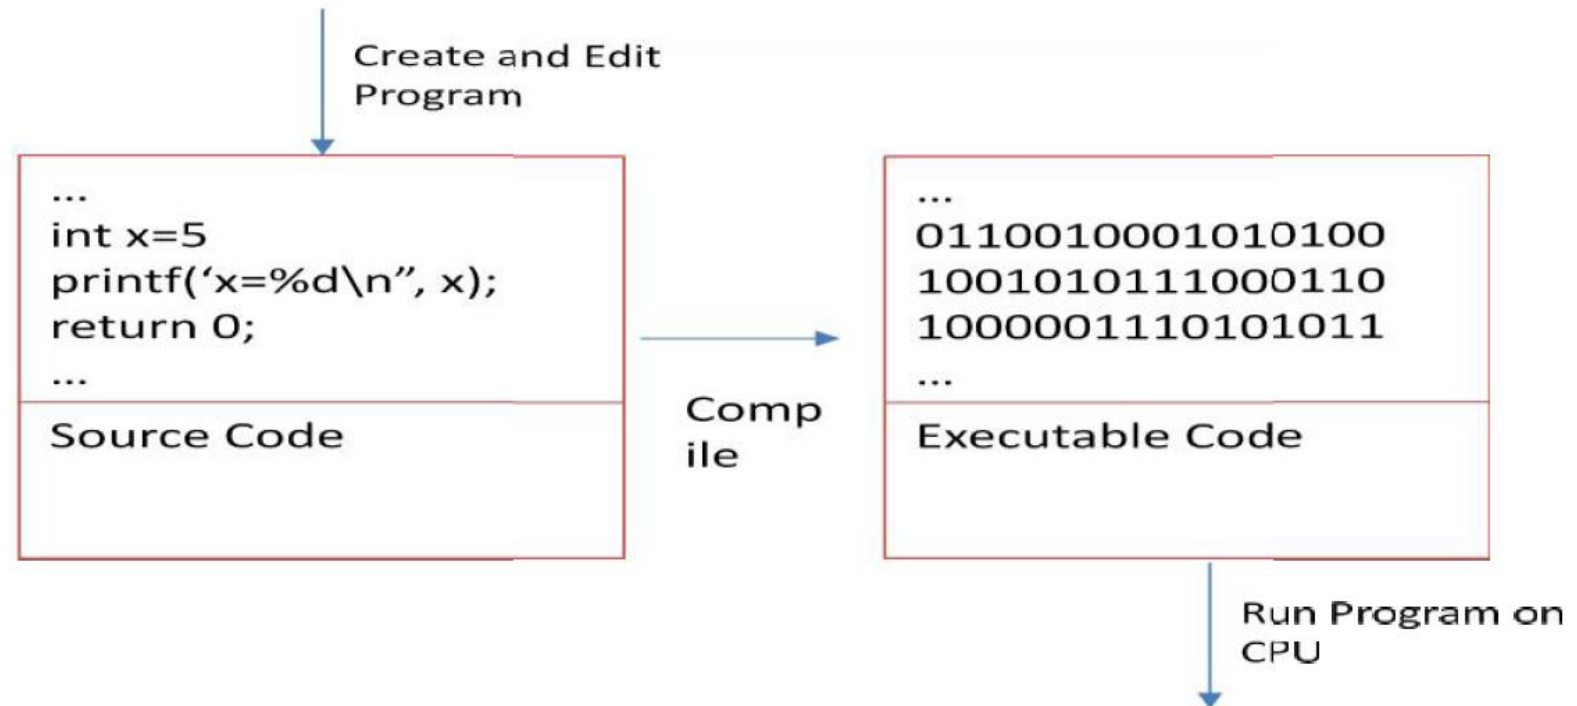 Create and Edit
Program
...
int x=5
printf(‘x=%d\n”, x);
return 0;
...
Source Code
Comp
ile
...
0110010001010100
1001010111000110
1000001110101011
...
Executable Code
Run Program on
CPU